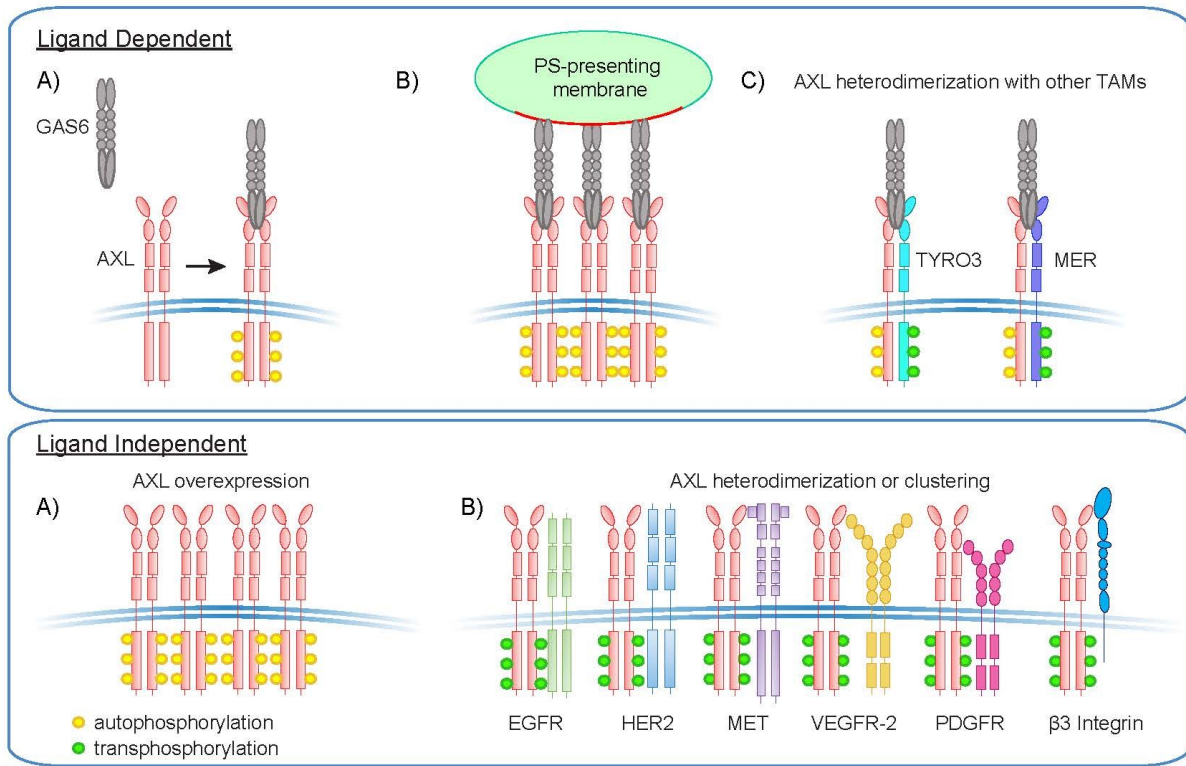 Ligand Dependent
A)
GAS6
AXL
B)
PS-presenting
membrane
C)
AXL heterodimerization with other TAMs
TYRO3
MER
Ligand Independent
AXL overexpression
A)
autophosphorylation
transphosphorylation
AXL heterodimerization or clustering
B)
EGFR
HER2
MET
VEGFR-2
PDGFR
β3 Integrin